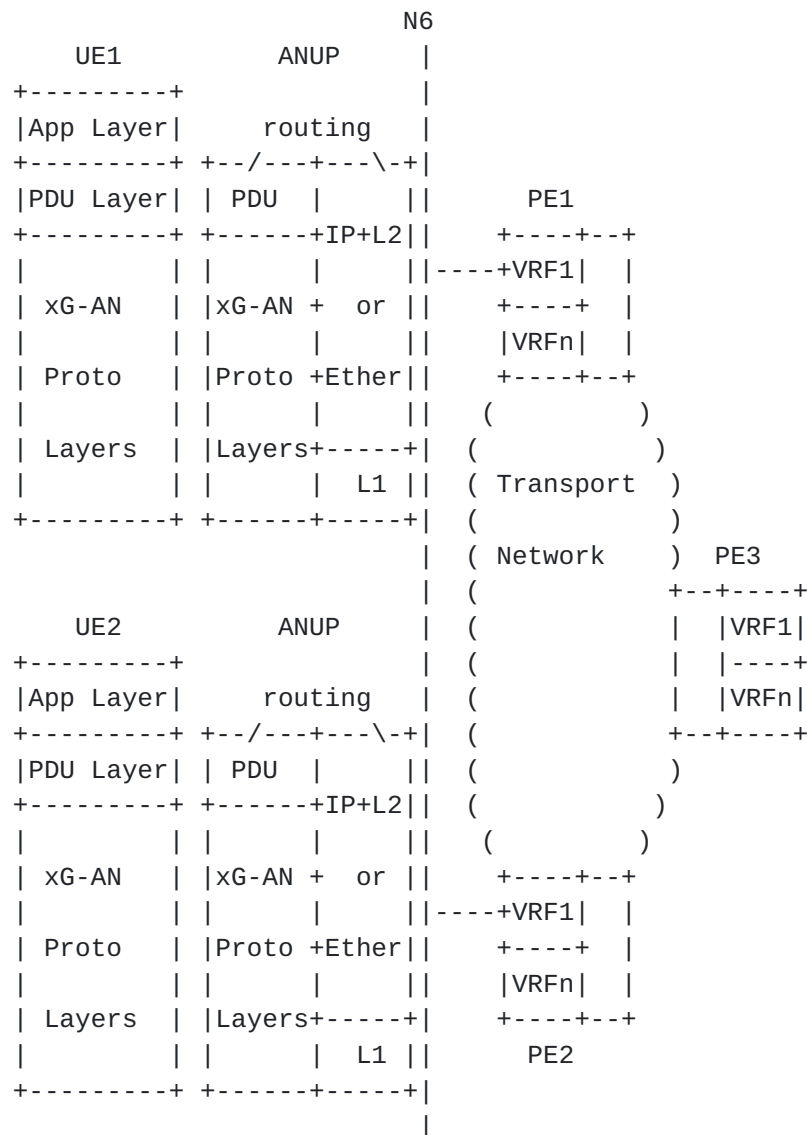 N6
    UE1          ANUP     |
+---------+               |
|App Layer|     routing   |
+---------+ +--/---+---\-+|
|PDU Layer| | PDU  |     ||      PE1
+---------+ +------+IP+L2||    +----+--+
|         | |      |     ||----+VRF1|  |
| xG-AN   | |xG-AN +  or ||    +----+  |
|         | |      |     ||    |VRFn|  |
| Proto   | |Proto +Ether||    +----+--+
|         | |      |     ||   (         )
| Layers  | |Layers+-----+|  (           )
|         | |      |  L1 ||  ( Transport  )
+---------+ +------+-----+|  (            )
                          |  ( Network    )  PE3
                          |  (            +--+----+
    UE2          ANUP     |  (            |  |VRF1|
+---------+               |  (            |  |----+
|App Layer|     routing   |  (            |  |VRFn|
+---------+ +--/---+---\-+|  (            +--+----+
|PDU Layer| | PDU  |     ||  (            )
+---------+ +------+IP+L2||  (           )
|         | |      |     ||   (         )
| xG-AN   | |xG-AN +  or ||    +----+--+
|         | |      |     ||----+VRF1|  |
| Proto   | |Proto +Ether||    +----+  |
|         | |      |     ||    |VRFn|  |
| Layers  | |Layers+-----+|    +----+--+
|         | |      |  L1 ||      PE2
+---------+ +------+-----+|
                          |